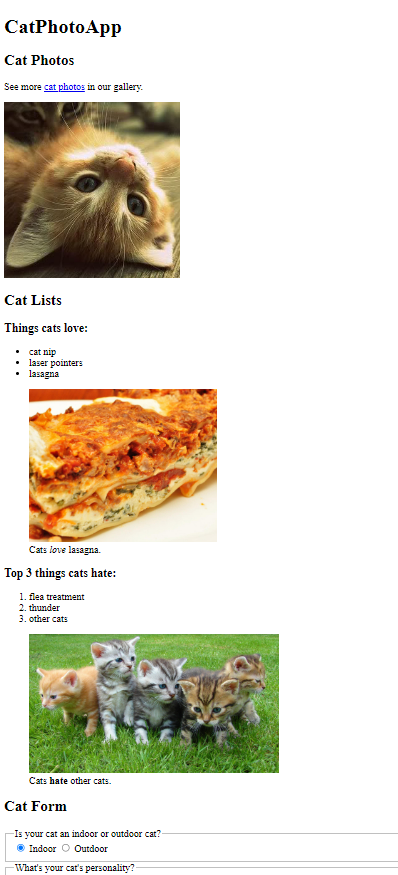 CatPhotoApp
Cat Photos
See more cat photos in our gallery.
Cat Lists
Things cats love:
cat nip
laser pointers
lasagna
Cats love lasagna.
Top 3 things cats hate:
1. flea treatment
2. thunder
3. other cats
Cats hate other cats.
Cat Form
Is your cat an indoor or outdoor cat?
Indoor Outdoor
What's your cat's personality?